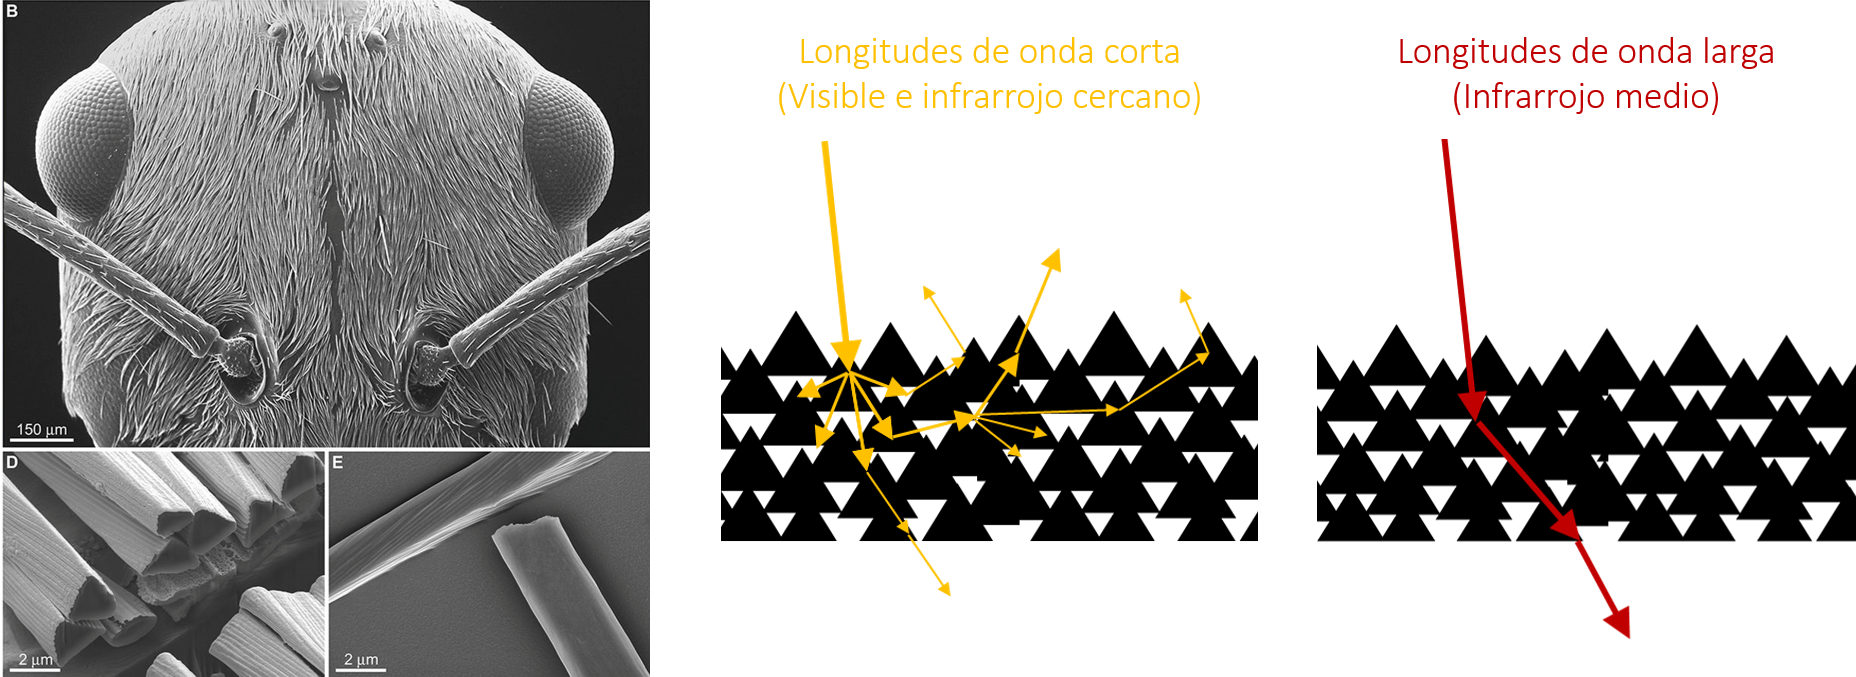 B
150 µm
D
2 µm
E
2 µm
Longitudes de onda corta
(Visible e infrarrojo cercano)
Longitudes de onda larga
(Infrarrojo medio)